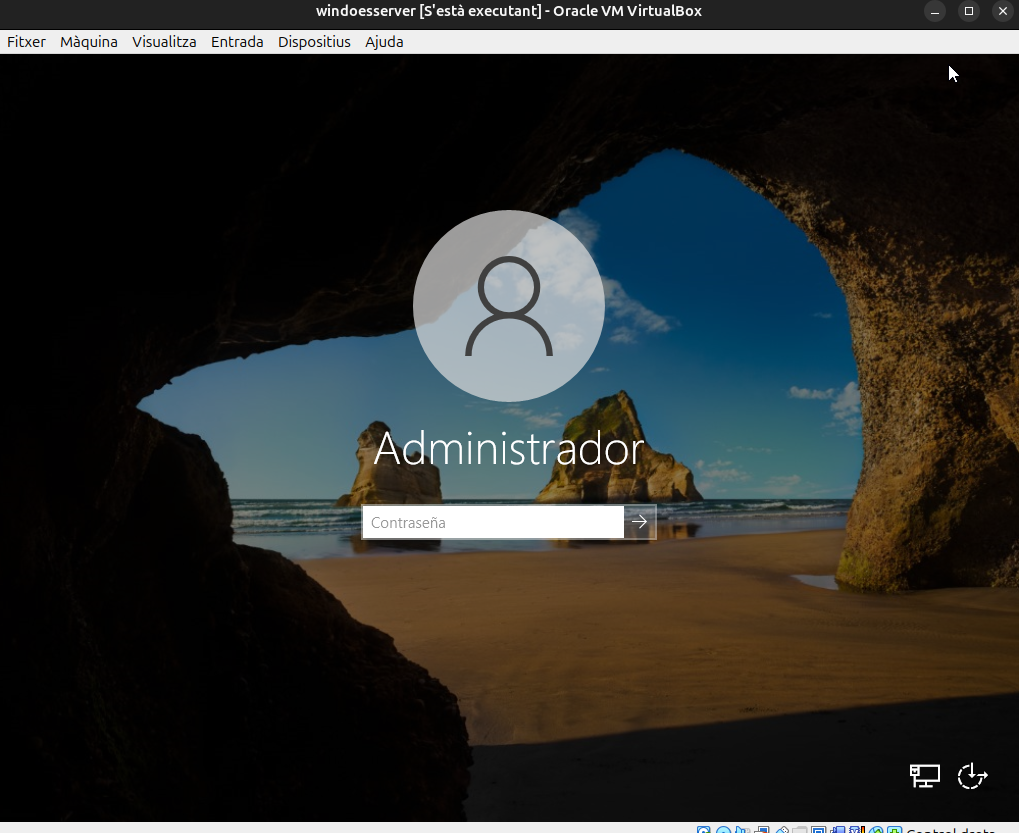 windoesserver [S'està executant] - Oracle VM VirtualBox
Fitxer Màquina Visualitza Entrada Dispositius Ajuda
Administrador
Contraseña
Control dreta